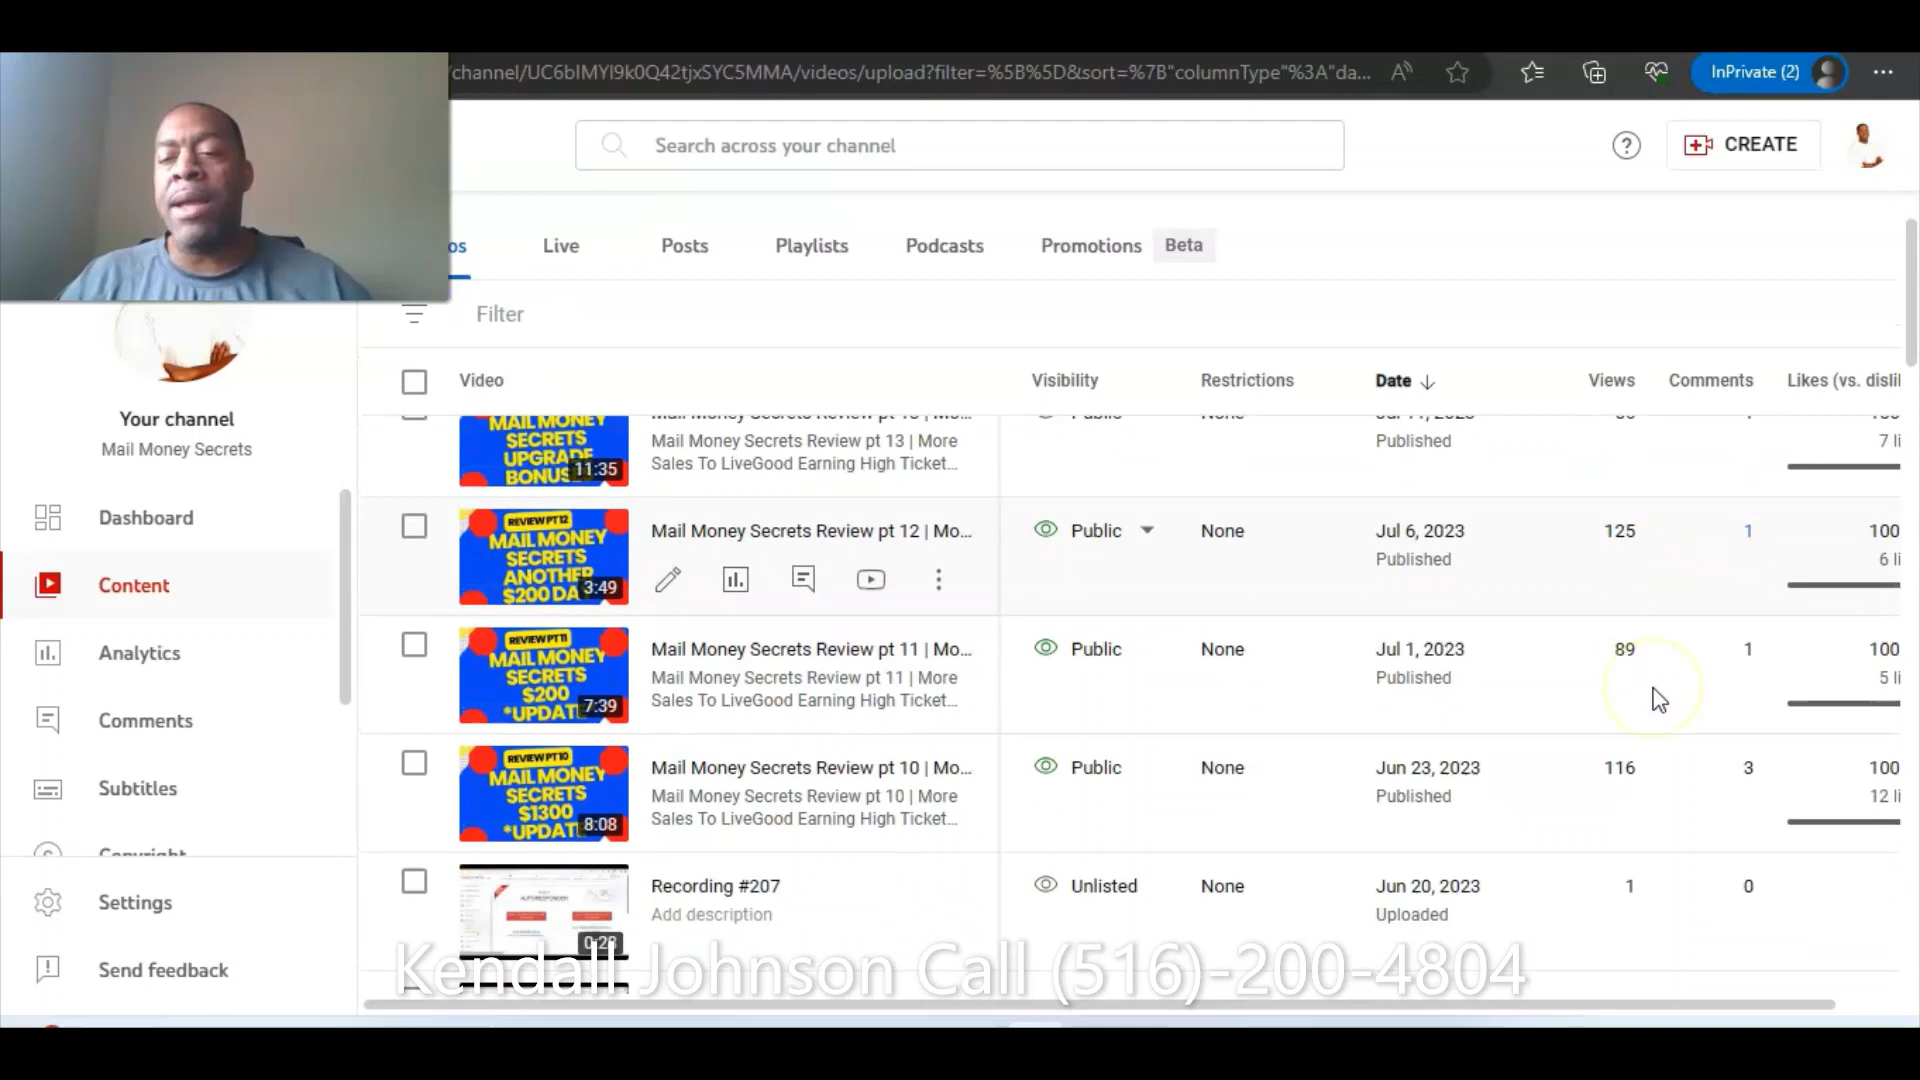 /channel/UC6bIMYI9k0Q42tjxSYC5MMA/videos/upload?filter=%5B%5D&sort=%7B"columnType"%3A"da...
InPrivate (2)
Search across your channel
CREATE
Live
Posts
Playlists
Podcasts
Promotions
Beta
Filter
Video
Visibility
Restrictions
Date
Views
Comments
Likes (vs. disli
Your channel
Mail Money Secrets
Dashboard
Content
Analytics
Comments
Subtitles
Copyright
Settings
Send feedback
MAIL MONEY
SECRETS
UPGRADE
11:35
Mail Money Secrets Review pt 13 | More
Sales To LiveGood Earning High Ticket...
Published
7 li
REVIEW PT 12
MAIL MONEY
SECRETS
ANOTHER
$200 DA
3:49
Mail Money Secrets Review pt 12 | Mo...
Public
None
Jul 6, 2023
Published
125
1
100
6 li
REVIEW PT 11
MAIL MONEY
SECRETS
$200
*UPDAT
7:39
Mail Money Secrets Review pt 11 | Mo...
Mail Money Secrets Review pt 11 | More
Sales To LiveGood Earning High Ticket...
Public
None
Jul 1, 2023
Published
89
1
100
5 li
REVIEW PT 10
MAIL MONEY
SECRETS
$1300
*UPDAT
8:08
Mail Money Secrets Review pt 10 | Mo...
Mail Money Secrets Review pt 10 | More
Sales To LiveGood Earning High Ticket...
Public
None
Jun 23, 2023
Published
116
3
100
12 li
AUTORESPONDER
0:28
Recording #207
Add description
Unlisted
None
Jun 20, 2023
Uploaded
1
0
Kendall Johnson Call (516)-200-4804